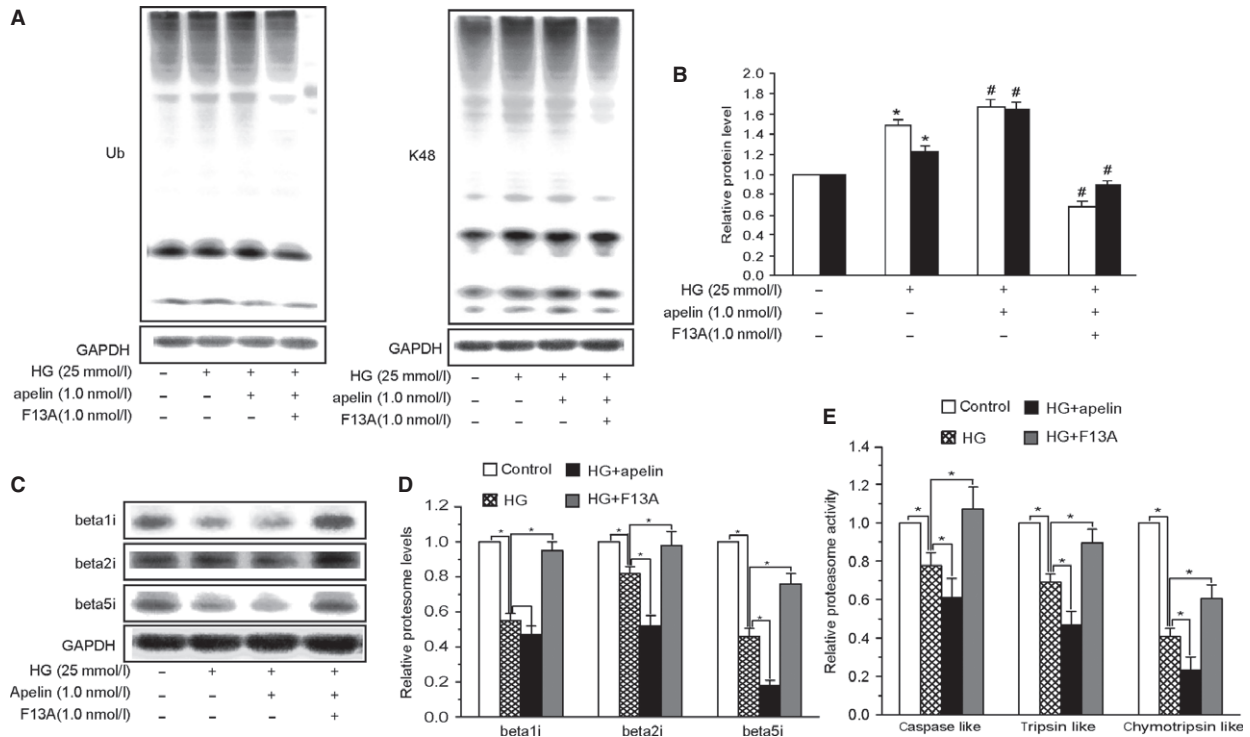 A
Ub
GAPDH
HG (25 mmol/l) – + + +
apelin (1.0 nmol/l) – – + +
F13A(1.0 nmol/l) – – – +
K48
GAPDH
HG (25 mmol/l) – + + +
apelin (1.0 nmol/l) – – + +
F13A(1.0 nmol/l) – – – +
B
Relative protein level
2.0
1.8
1.6
1.4
1.2
1.0
0.8
0.6
0.4
0.2
0.0
* * # # # #
HG (25 mmol/l) – + + +
apelin (1.0 nmol/l) – – + +
F13A(1.0 nmol/l) – – – +
C
beta1i
beta2i
beta5i
GAPDH
HG (25 mmol/l) – + + +
Apelin (1.0 nmol/l) – – + +
F13A(1.0 nmol/l) – – – +
D
Control HG+apelin
HG HG+F13A
Relative protesome levels
1.2
1.0
0.8
0.6
0.4
0.2
0.0
* * * * * * * *
beta1i beta2i beta5i
E
Control HG+apelin
HG HG+F13A
Relative proteasome activity
1.4
1.2
1.0
0.8
0.6
0.4
0.2
0.0
* * * * * * * * *
Caspase like Tripsin like Chymotripsin like